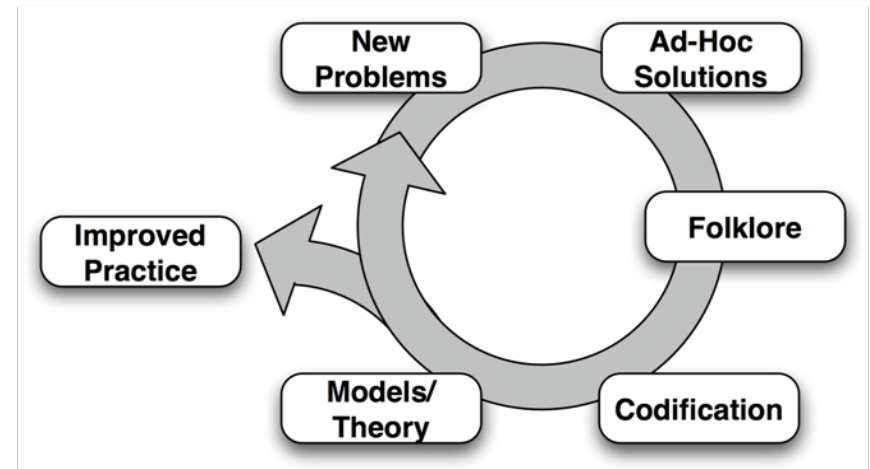 New
Problems
Ad-Hoc
Solutions
Folklore
Improved
Practice
Models/
Theory
Codification